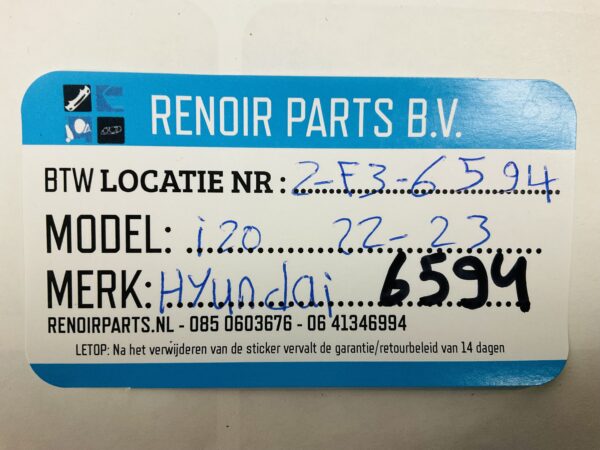 RENOIR PARTS B.V.
BTW LOCATIE NR: 2-E3-6594
MODEL: i20 22-23
MERK: HYundai 6594
RENOIRPARTS.NL - 085 0603676 - 06 41346994
LETOP: Na het verwijderen van de sticker vervalt de garantie/retourbeleid van 14 dagen